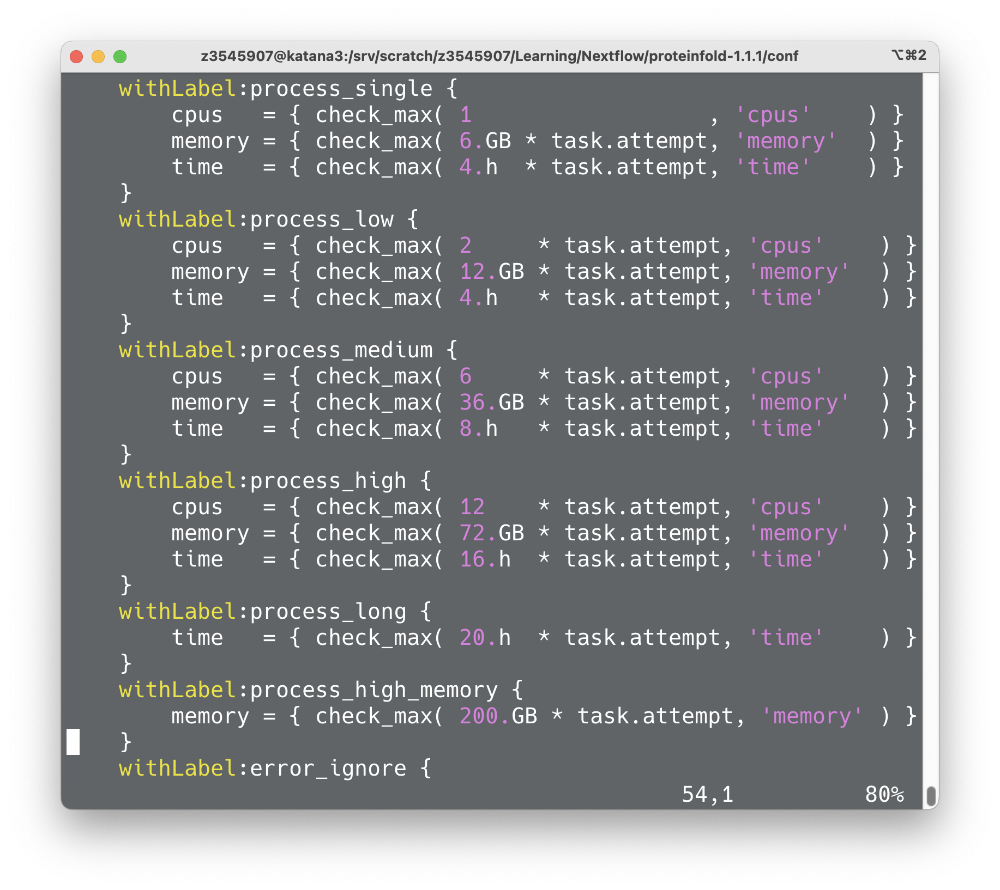 z3545907@katana3:/srv/scratch/z3545907/Learning/Nextflow/proteinfold-1.1.1/conf ⌥⌘2
withLabel:process_single {
    cpus   = { check_max( 1                  , 'cpus'    ) }
    memory = { check_max( 6.GB * task.attempt, 'memory'  ) }
    time   = { check_max( 4.h  * task.attempt, 'time'    ) }
}
withLabel:process_low {
    cpus   = { check_max( 2     * task.attempt, 'cpus'    ) }
    memory = { check_max( 12.GB * task.attempt, 'memory'  ) }
    time   = { check_max( 4.h   * task.attempt, 'time'    ) }
}
withLabel:process_medium {
    cpus   = { check_max( 6     * task.attempt, 'cpus'    ) }
    memory = { check_max( 36.GB * task.attempt, 'memory'  ) }
    time   = { check_max( 8.h   * task.attempt, 'time'    ) }
}
withLabel:process_high {
    cpus   = { check_max( 12    * task.attempt, 'cpus'    ) }
    memory = { check_max( 72.GB * task.attempt, 'memory'  ) }
    time   = { check_max( 16.h  * task.attempt, 'time'    ) }
}
withLabel:process_long {
    time   = { check_max( 20.h  * task.attempt, 'time'    ) }
}
withLabel:process_high_memory {
    memory = { check_max( 200.GB * task.attempt, 'memory' ) }
}
withLabel:error_ignore {
54,1          80%